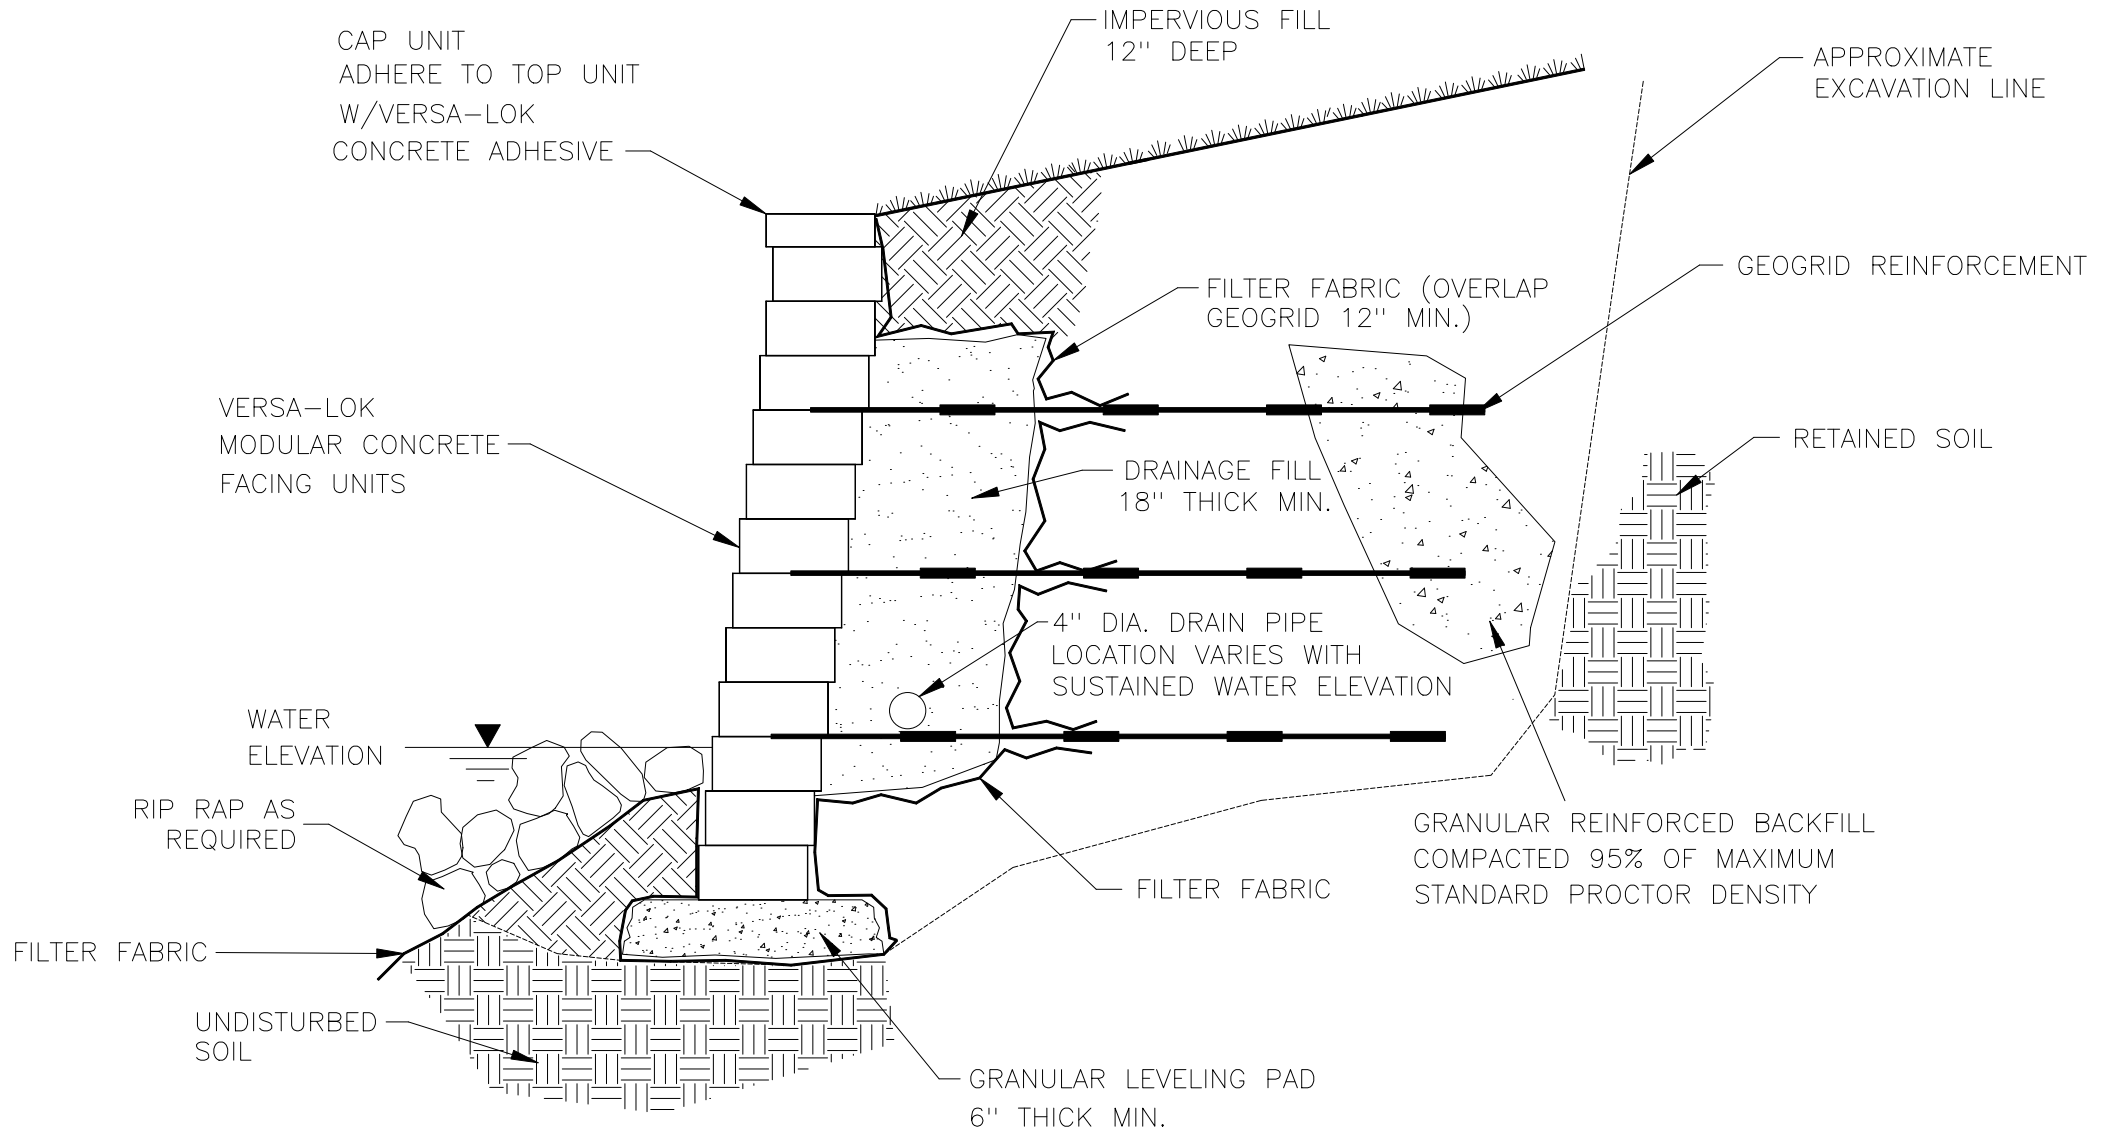 CAP UNIT
ADHERE TO TOP UNIT
W/VERSA-LOK
CONCRETE ADHESIVE
IMPERVIOUS FILL
12" DEEP
APPROXIMATE
EXCAVATION LINE
GEOGRID REINFORCEMENT
FILTER FABRIC (OVERLAP
GEOGRID 12" MIN.)
VERSA-LOK
MODULAR CONCRETE
FACING UNITS
RETAINED SOIL
DRAINAGE FILL
18" THICK MIN.
4" DIA. DRAIN PIPE
LOCATION VARIES WITH
SUSTAINED WATER ELEVATION
WATER
ELEVATION
RIP RAP AS
REQUIRED
GRANULAR REINFORCED BACKFILL
COMPACTED 95% OF MAXIMUM
STANDARD PROCTOR DENSITY
FILTER FABRIC
FILTER FABRIC
UNDISTURBED
SOIL
GRANULAR LEVELING PAD
6" THICK MIN.